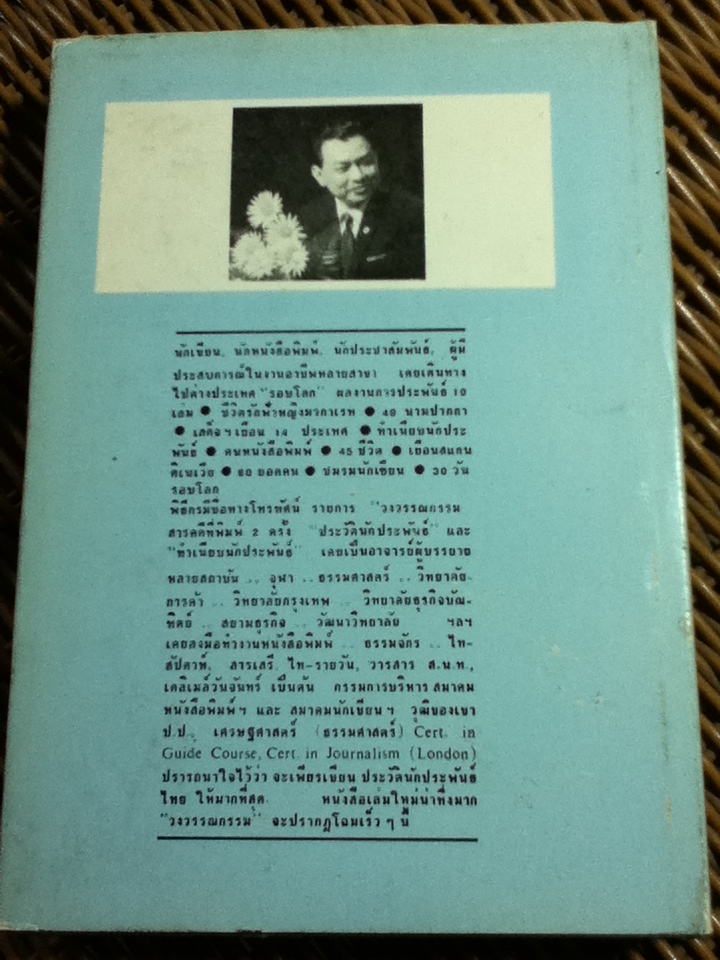 นักเขียน, นักหนังสือพิมพ์, นักประชาสัมพันธ์, ผู้มี
ประสบการณ์ในงานอาชีพหลายสาขา เคยเดินทาง
ไปต่างประเทศ "รอบโลก" ผลงานการประพันธ์ 10
เล่ม ● ชีวิตรักฟ้าหญิงมากาเรท ● 40 นามปากกา
● เสด็จฯเยือน 14 ประเทศ ● ทำเนียบนักประ
พันธ์ ● คนหนังสือพิมพ์ ● 45 ชีวิต ● เยือนสแกน
ดิเนเวีย ● 60 ยอดคน ● ชมรมนักเขียน ● 30 วัน
รอบโลก
พิธีกรมีชื่อทางโทรทัศน์ รายการ "วงวรรณกรรม
สารคดีที่พิมพ์ 2 ครั้ง "ประวัตินักประพันธ์" และ
"ทำเนียบนักประพันธ์" เคยเป็นอาจารย์ผู้บรรยาย
หลายสถาบัน .. จุฬา .. ธรรมศาสตร์ .. วิทยาลัย-
การค้า .. วิทยาลัยกรุงเทพ .. วิทยาลัยธุรกิจบัณ-
ฑิตย์ .. สยามธุรกิจ .. วัฒนาวิทยาลัย ฯลฯ
เคยลงมือทำงานหนังสือพิมพ์ .. ธรรมจักร .. ไท-
สัปดาห์, สารเสรี, ไท-รายวัน, วารสาร ส.น.ท.,
เดลิเมล์วันจันทร์ เป็นต้น กรรมการบริหาร สมาคม
หนังสือพิมพ์ฯ และ สมาคมนักเขียนฯ วุฒิของเขา
ป.ป. เศรษฐศาสตร์ (ธรรมศาสตร์) Cert. in
Guide Course, Cert. in Journalism (London)
ปรารถนาใจไว้ว่า จะเพียรเขียน ประวัตินักประพันธ์
ไทย ให้มากที่สุด. หนังสือเล่มใหม่น่าทึ่งมาก
"วงวรรณกรรม" จะปรากฏโฉมเร็ว ๆ นี้